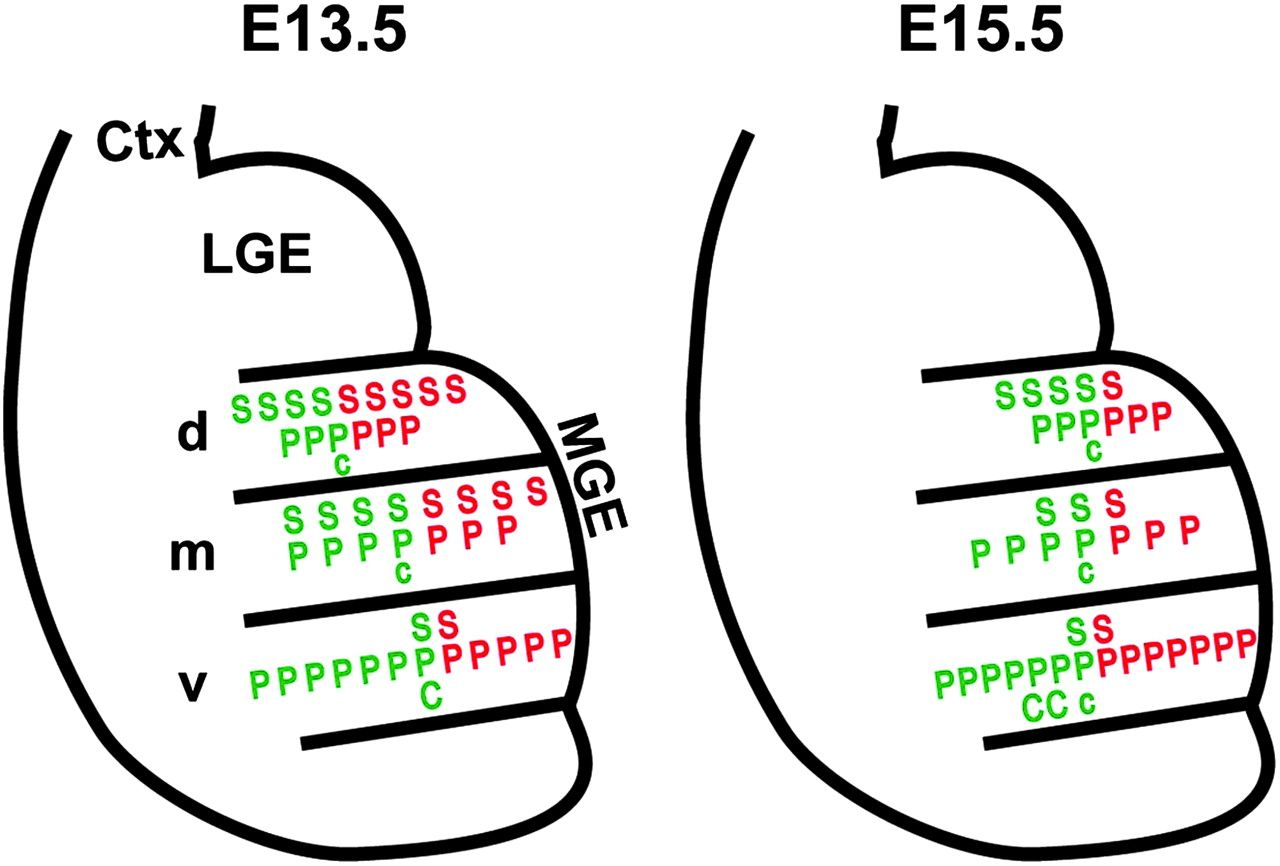 E13.5
Ctx
LGE
MGE
d
SSSSSSSSS
PPPPPP
c
m
S S S S S S S S
P P P P P P P
c
v
SS
PPPPPPPPPPPP
C
E15.5
SSSSS
PPPPPP
c
S S S
P P P P P P P
c
SS
PPPPPPPPPPPPPP
CC c